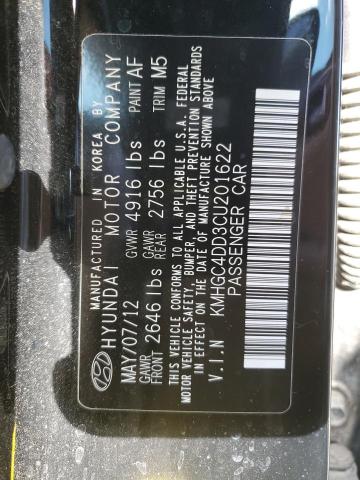 MANUFACTURED IN KOREA BY
HYUNDAI MOTOR COMPANY
MAY/07/12 GVWR 4916 lbs PAINT AF
GAWR FRONT 2646 lbs GAWR REAR 2756 lbs TRIM M5
THIS VEHICLE CONFORMS TO ALL APPLICABLE U.S.A. FEDERAL
MOTOR VEHICLE SAFETY, BUMPER, AND THEFT PREVENTION STANDARDS
IN EFFECT ON THE DATE OF MANUFACTURE SHOWN ABOVE
V.I.N KMHGC4DD3CU201622
PASSENGER CAR